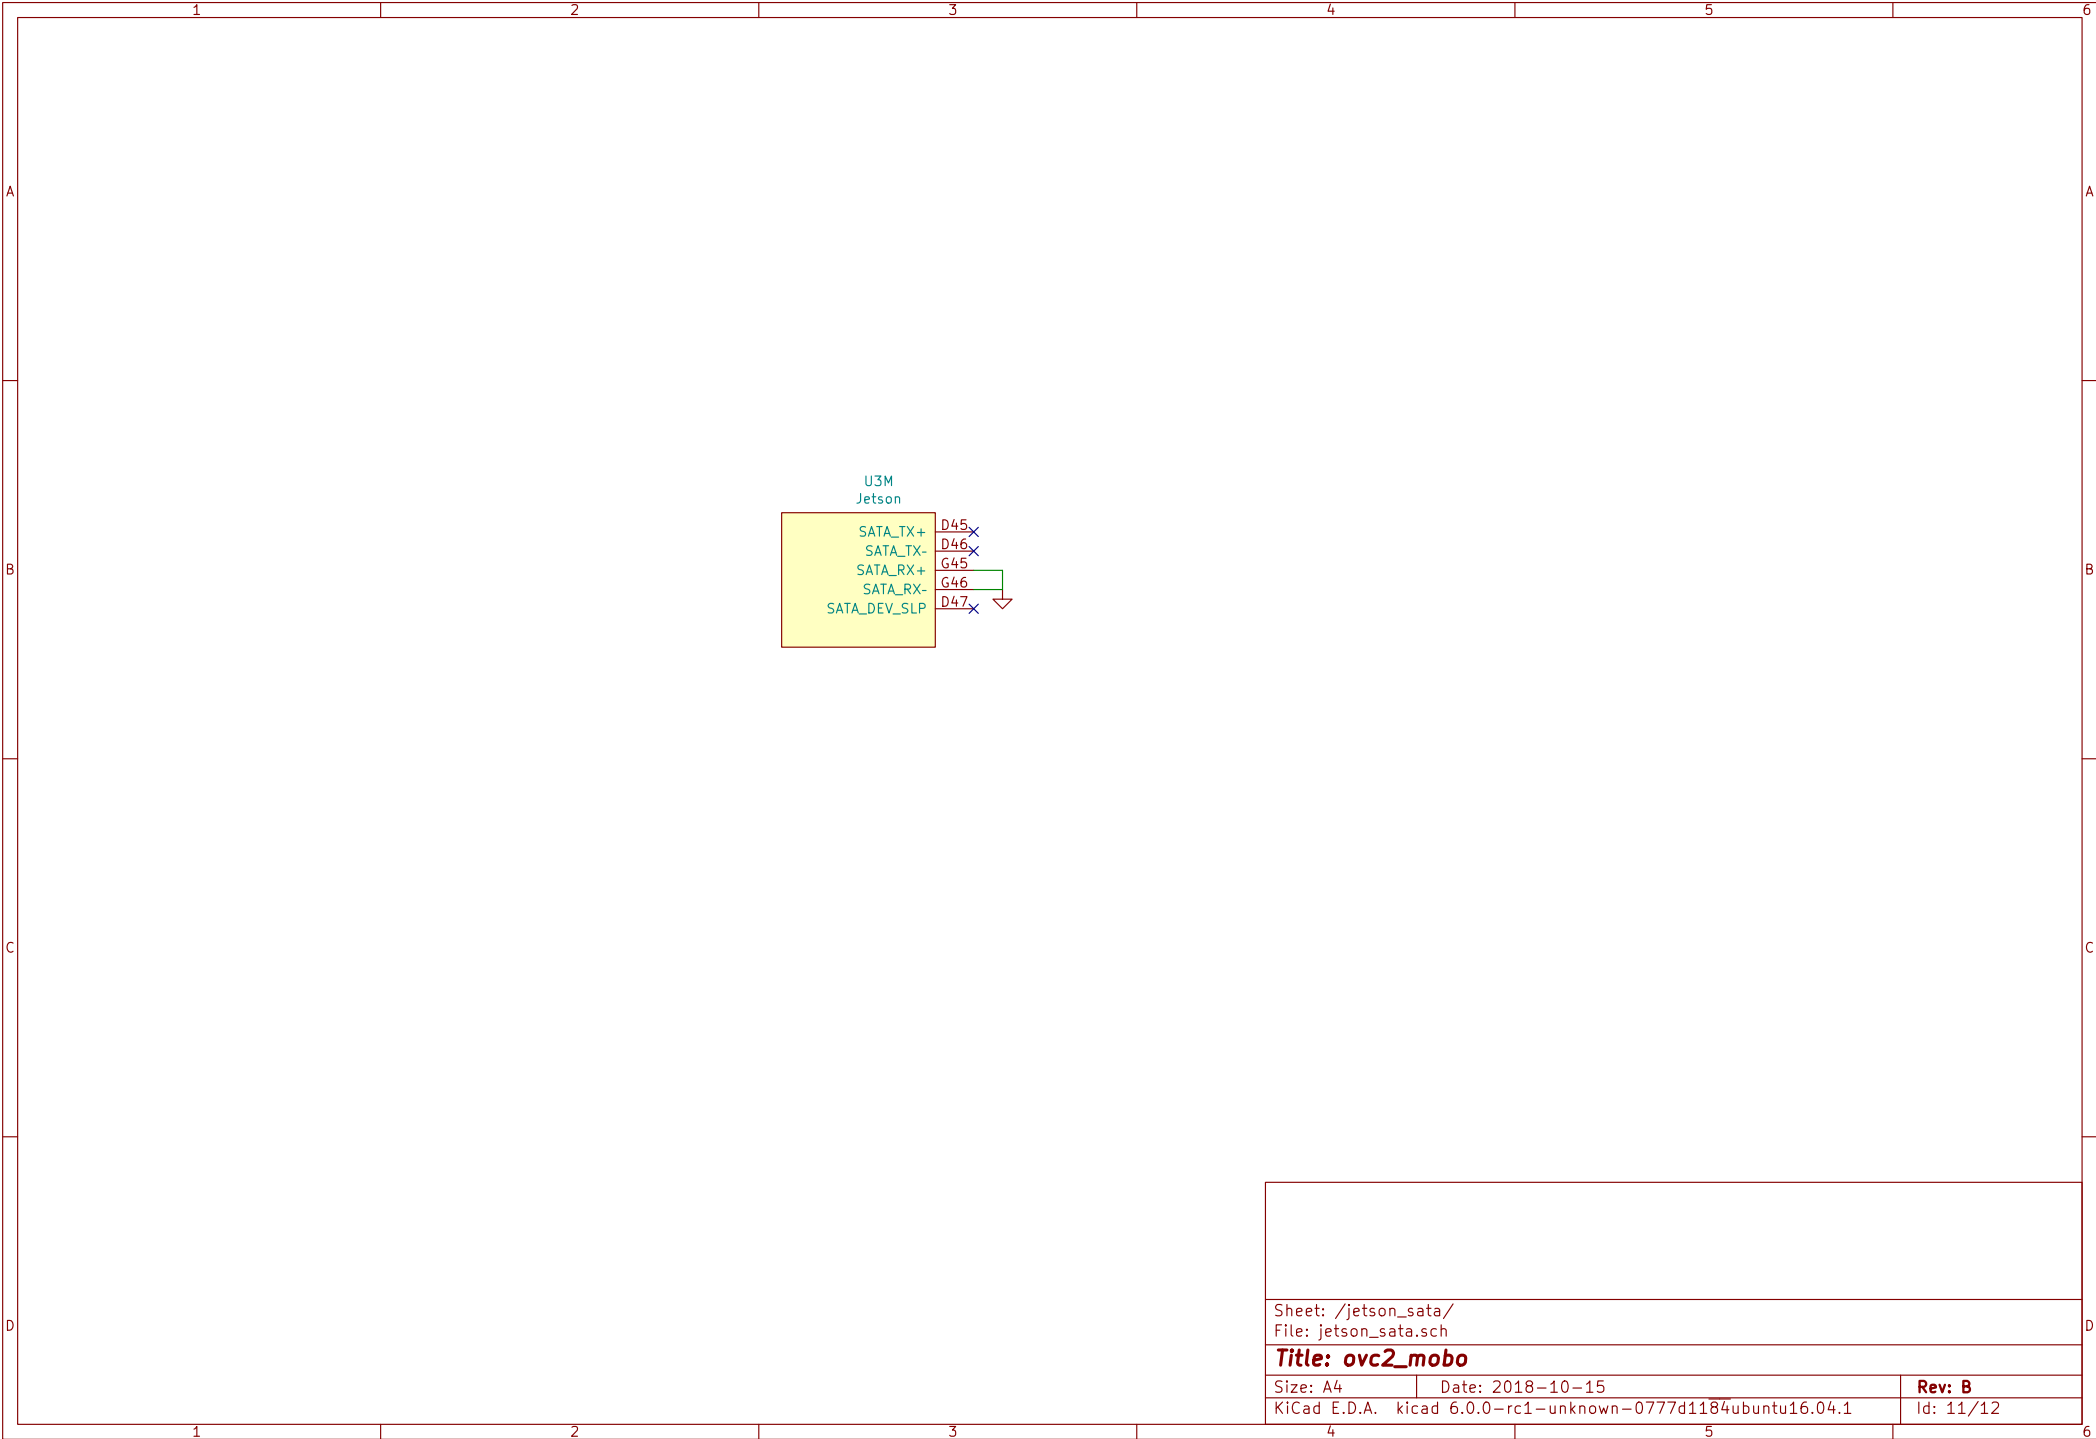 1 2 3 4 5 6
A A
U3M
Jetson
SATA_TX+ D45
SATA_TX- D46
SATA_RX+ G45
B B
SATA_RX- G46
SATA_DEV_SLP D47
C C
Sheet: /jetson_sata/
File: jetson_sata.sch
D D
Title: ovc2_mobo
Size: A4 Date: 2018-10-15 Rev: B
KiCad E.D.A. kicad 6.0.0-rc1-unknown-0777d1184ubuntu16.04.1 Id: 11/12
1 2 3 4 5 6